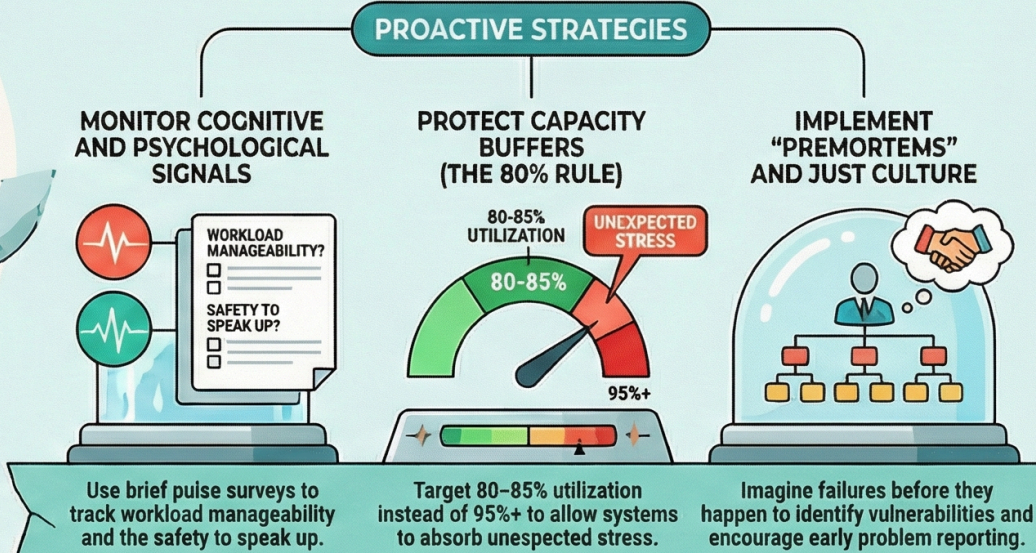 PROACTIVE STRATEGIES
MONITOR COGNITIVE
AND PSYCHOLOGICAL
SIGNALS
WORKLOAD
MANAGEABILITY?
SAFETY TO
SPEAK UP?
Use brief pulse surveys to
track workload manageability
and the safety to speak up.
PROTECT CAPACITY
BUFFERS
(THE 80% RULE)
80-85%
UTILIZATION
UNEXPECTED
STRESS
80-85%
95%+
Target 80–85% utilization
instead of 95%+ to allow systems
to absorb unexpected stress.
IMPLEMENT
“PREMORTEMS”
AND JUST CULTURE
Imagine failures before they
happen to identify vulnerabilities and
encourage early problem reporting.